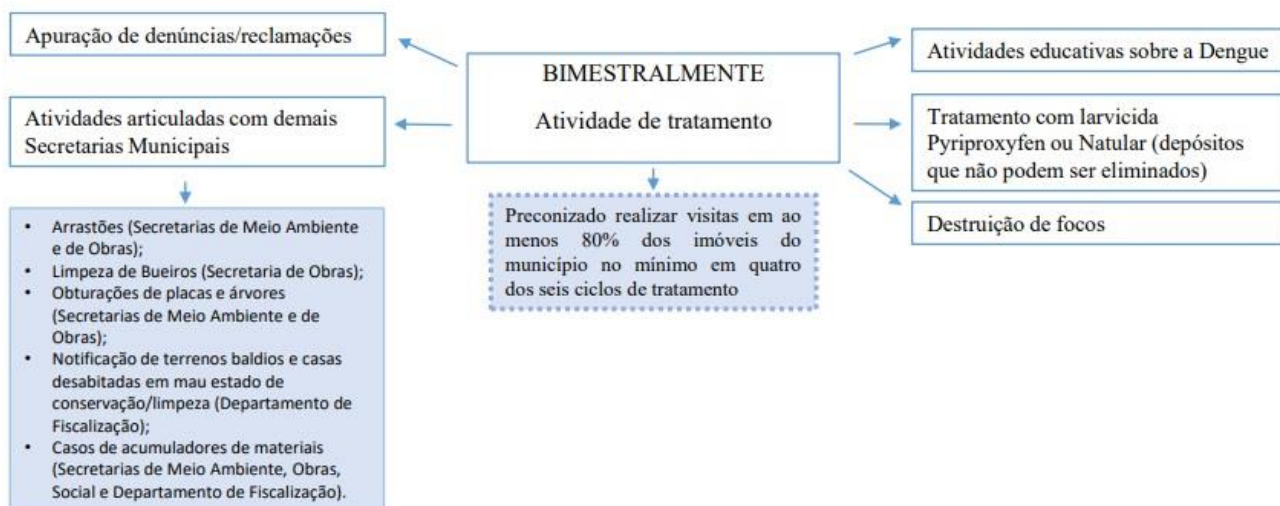 Apuração de denúncias/reclamações
Atividades articuladas com demais
Secretarias Municipais
• Arrastões (Secretarias de Meio Ambiente
e de Obras);
• Limpeza de Bueiros (Secretaria de Obras);
• Obturações de placas e árvores
(Secretarias de Meio Ambiente e de
Obras);
• Notificação de terrenos baldios e casas
desabitadas em mau estado de
conservação/limpeza (Departamento de
Fiscalização);
• Casos de acumuladores de materiais
(Secretarias de Meio Ambiente, Obras,
Social e Departamento de Fiscalização).
BIMESTRALMENTE
Atividade de tratamento
Preconizado realizar visitas em ao
menos 80% dos imóveis do
município no mínimo em quatro
dos seis ciclos de tratamento
Atividades educativas sobre a Dengue
Tratamento com larvicida
Pyriproxyfen ou Natular (depósitos
que não podem ser eliminados)
Destruição de focos